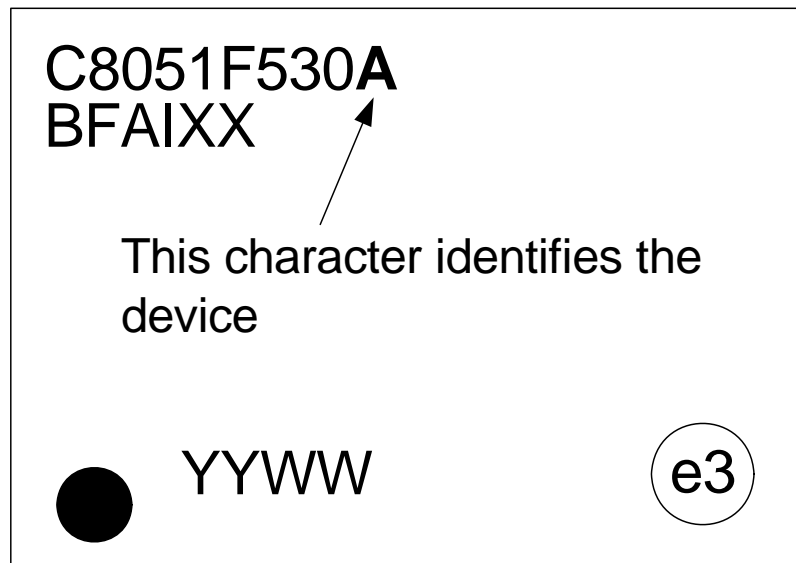 C8051F530A
BFAIXX
This character identifies the
device
YYWW
e3